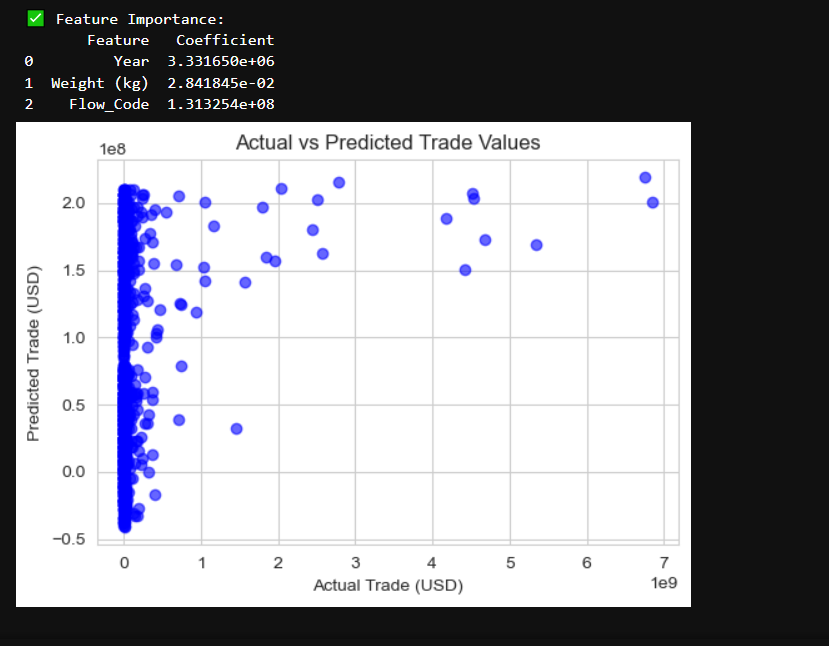 ✅ Feature Importance:
Feature Coefficient
0 Year 3.331650e+06
1 Weight (kg) 2.841845e-02
2 Flow_Code 1.313254e+08
1e8
Actual vs Predicted Trade Values
2.0
1.5
1.0
0.5
0.0
−0.5
Predicted Trade (USD)
0 1 2 3 4 5 6 7
1e9
Actual Trade (USD)